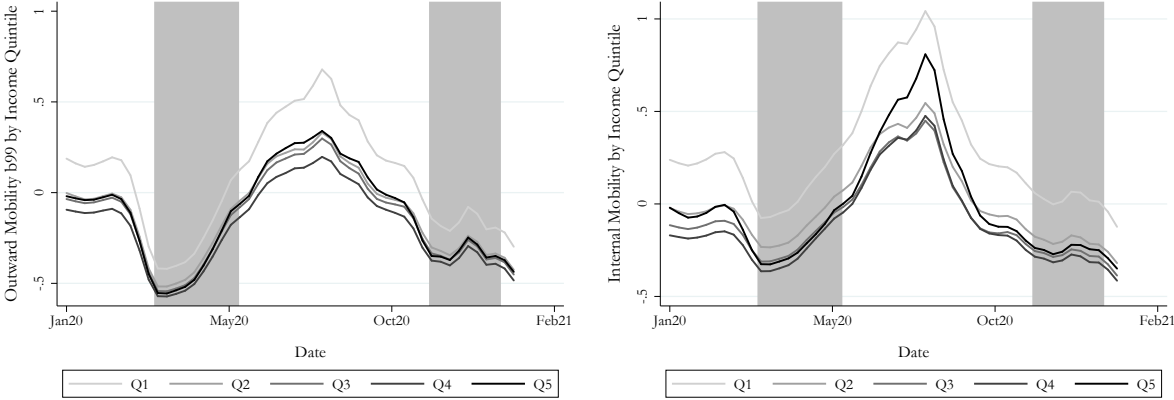 Outward Mobility b99 by Income Quintile
1
.5
0
-.5
Jan20 May20 Oct20 Feb21
Date
Q1 Q2 Q3 Q4 Q5
Internal Mobility by Income Quintile
1
.5
0
-.5
Jan20 May20 Oct20 Feb21
Date
Q1 Q2 Q3 Q4 Q5